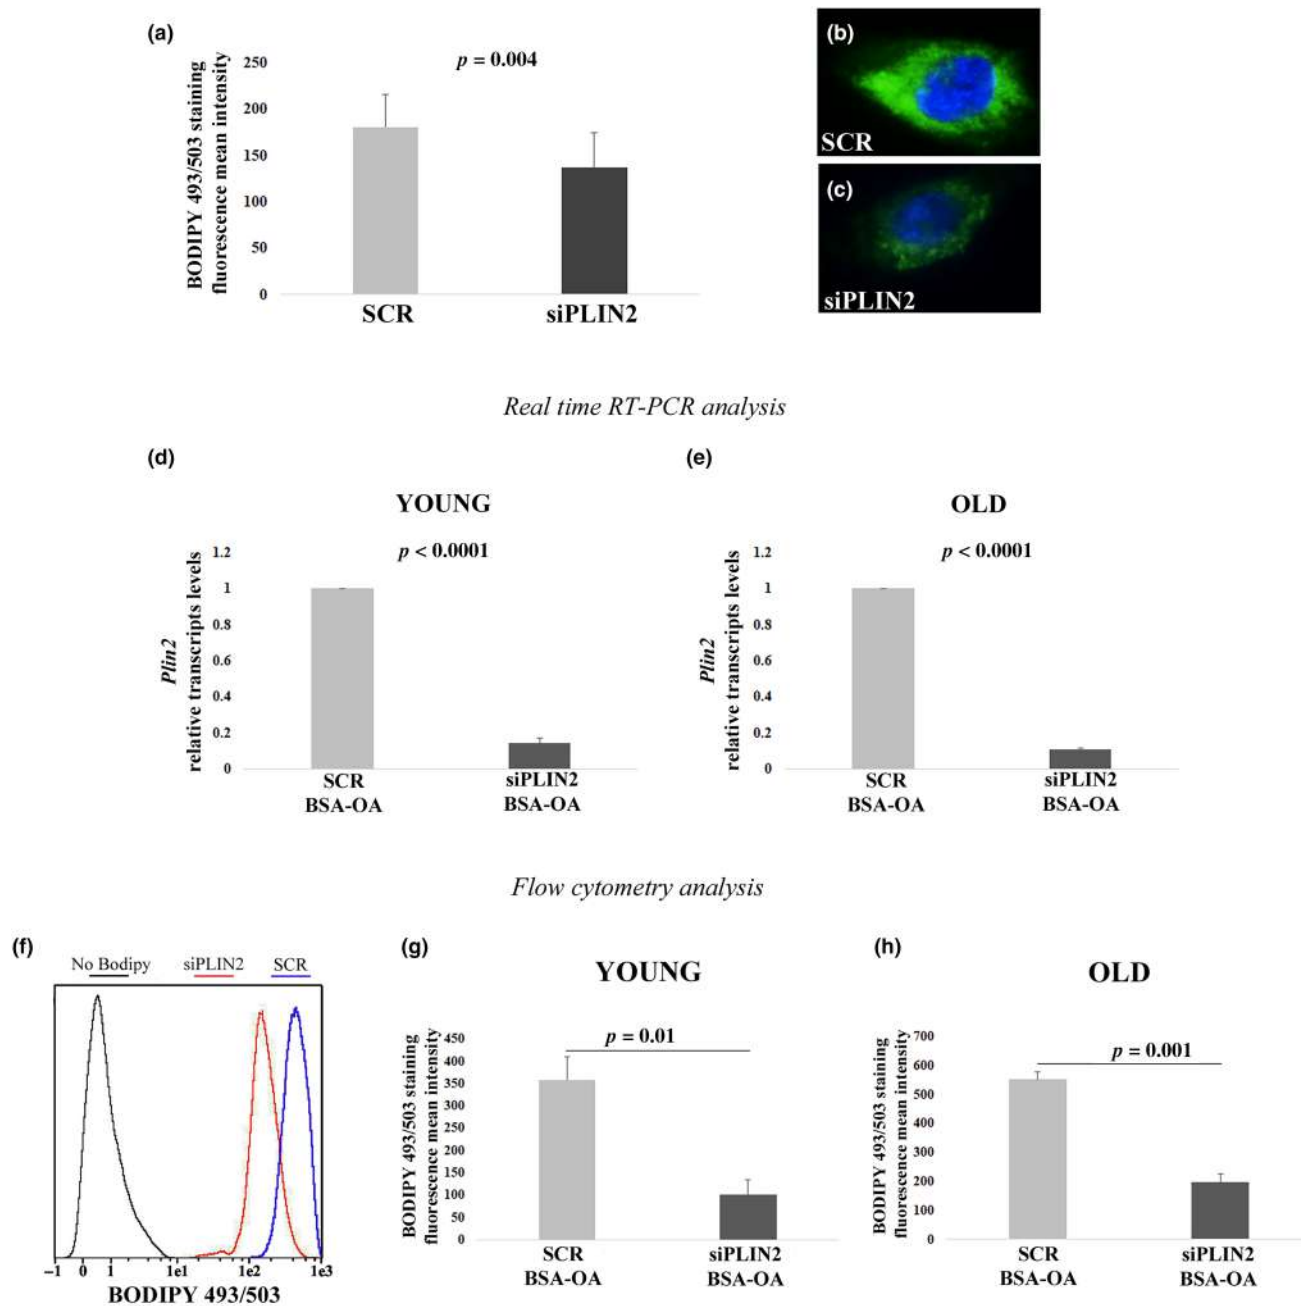 (a)
p = 0.004
BODIPY 493/503 staining
fluorescence mean intensity
250
200
150
100
50
0
SCR
siPLIN2
(b)
SCR
(c)
siPLIN2
Real time RT-PCR analysis
(d)
YOUNG
p < 0.0001
Plin2
relative transcripts levels
1.2
1
0.8
0.6
0.4
0.2
0
SCR
BSA-OA
siPLIN2
BSA-OA
(e)
OLD
p < 0.0001
Plin2
relative transcripts levels
1.2
1
0.8
0.6
0.4
0.2
0
SCR
BSA-OA
siPLIN2
BSA-OA
Flow cytometry analysis
(f)
No Bodipy
siPLIN2
SCR
−1 0 1 1e1 1e2 1e3
BODIPY 493/503
(g)
YOUNG
p = 0.01
BODIPY 493/503 staining
fluorescence mean intensity
450
400
350
300
250
200
150
100
50
0
SCR
BSA-OA
siPLIN2
BSA-OA
(h)
OLD
p = 0.001
BODIPY 493/503 staining
fluorescence mean intensity
700
600
500
400
300
200
100
0
SCR
BSA-OA
siPLIN2
BSA-OA